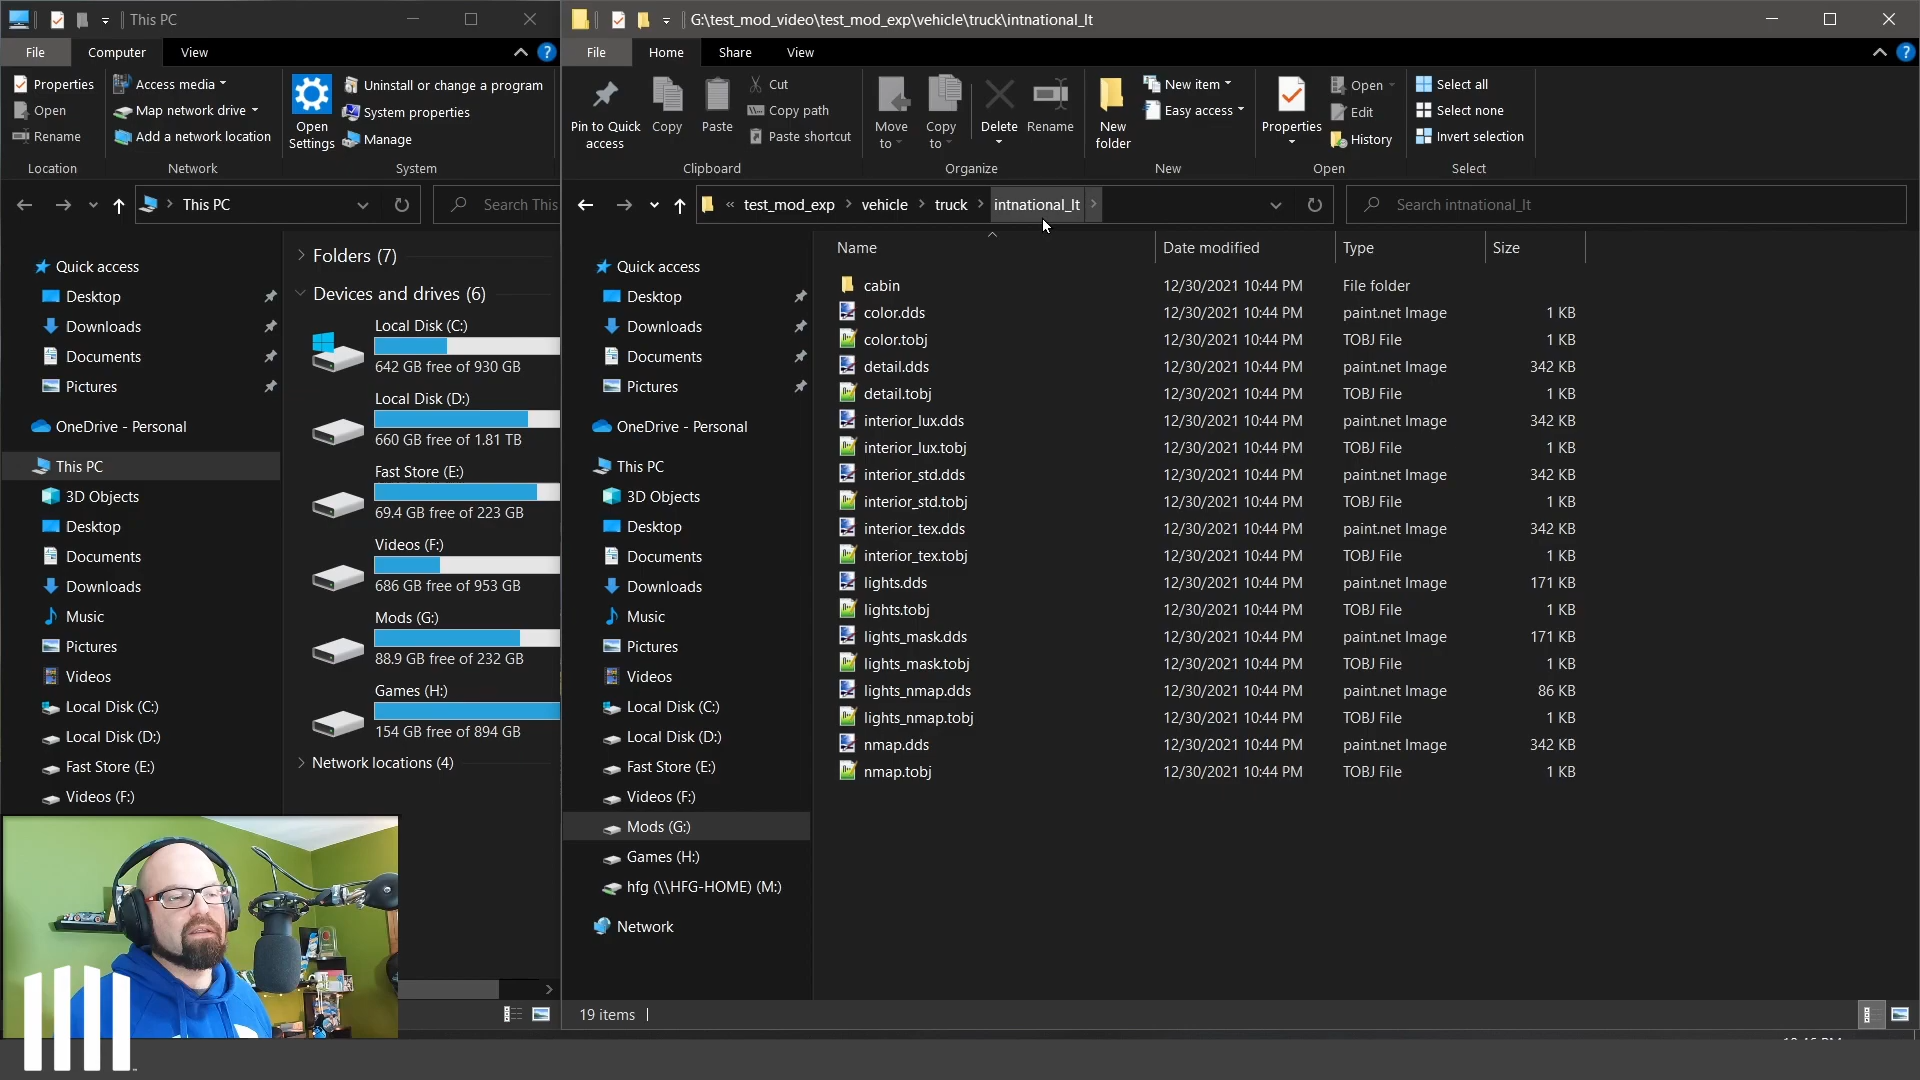 This PC
File
Computer
View
Properties
Open
Rename
Location
Access media
Map network drive
Add a network location
Network
Open
Settings
Uninstall or change a program
System properties
Manage
System
This PC
Search This
Quick access
Desktop
Downloads
Documents
Pictures
OneDrive - Personal
This PC
3D Objects
Desktop
Documents
Downloads
Music
Pictures
Videos
Local Disk (C:)
Local Disk (D:)
Fast Store (E:)
Videos (F:)
Folders (7)
Devices and drives (6)
Local Disk (C:)
642 GB free of 930 GB
Local Disk (D:)
660 GB free of 1.81 TB
Fast Store (E:)
69.4 GB free of 223 GB
Videos (F:)
686 GB free of 953 GB
Mods (G:)
88.9 GB free of 232 GB
Games (H:)
154 GB free of 894 GB
Network locations (4)
G:\test_mod_video\test_mod_exp\vehicle\truck\intnational_lt
File
Home
Share
View
Pin to Quick
access
Copy
Paste
Cut
Copy path
Paste shortcut
Clipboard
Move
to
Copy
to
Delete
Rename
Organize
New
folder
New item
Easy access
New
Properties
Open
Edit
History
Open
Select all
Select none
Invert selection
Select
« test_mod_exp > vehicle > truck > intnational_lt >
Search intnational_lt
Quick access
Desktop
Downloads
Documents
Pictures
OneDrive - Personal
This PC
3D Objects
Desktop
Documents
Downloads
Music
Pictures
Videos
Local Disk (C:)
Local Disk (D:)
Fast Store (E:)
Videos (F:)
Mods (G:)
Games (H:)
hfg (\\HFG-HOME) (M:)
Network
Name Date modified Type Size
cabin 12/30/2021 10:44 PM File folder
color.dds 12/30/2021 10:44 PM paint.net Image 1 KB
color.tobj 12/30/2021 10:44 PM TOBJ File 1 KB
detail.dds 12/30/2021 10:44 PM paint.net Image 342 KB
detail.tobj 12/30/2021 10:44 PM TOBJ File 1 KB
interior_lux.dds 12/30/2021 10:44 PM paint.net Image 342 KB
interior_lux.tobj 12/30/2021 10:44 PM TOBJ File 1 KB
interior_std.dds 12/30/2021 10:44 PM paint.net Image 342 KB
interior_std.tobj 12/30/2021 10:44 PM TOBJ File 1 KB
interior_tex.dds 12/30/2021 10:44 PM paint.net Image 342 KB
interior_tex.tobj 12/30/2021 10:44 PM TOBJ File 1 KB
lights.dds 12/30/2021 10:44 PM paint.net Image 171 KB
lights.tobj 12/30/2021 10:44 PM TOBJ File 1 KB
lights_mask.dds 12/30/2021 10:44 PM paint.net Image 171 KB
lights_mask.tobj 12/30/2021 10:44 PM TOBJ File 1 KB
lights_nmap.dds 12/30/2021 10:44 PM paint.net Image 86 KB
lights_nmap.tobj 12/30/2021 10:44 PM TOBJ File 1 KB
nmap.dds 12/30/2021 10:44 PM paint.net Image 342 KB
nmap.tobj 12/30/2021 10:44 PM TOBJ File 1 KB
19 items